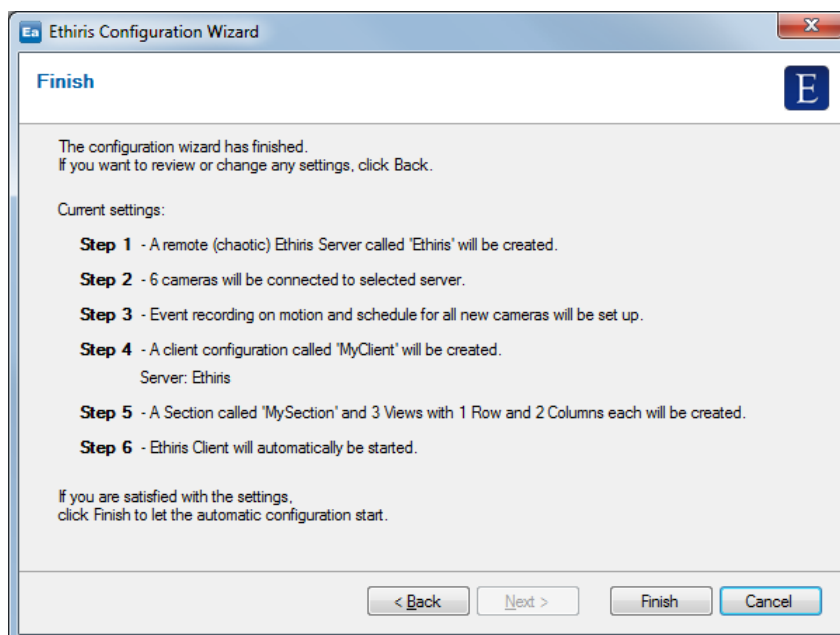 Ea Ethiris Configuration Wizard
Finish
E
The configuration wizard has finished.
If you want to review or change any settings, click Back.
Current settings:
Step 1 - A remote (chaotic) Ethiris Server called 'Ethiris' will be created.
Step 2 - 6 cameras will be connected to selected server.
Step 3 - Event recording on motion and schedule for all new cameras will be set up.
Step 4 - A client configuration called 'MyClient' will be created.
Server: Ethiris
Step 5 - A Section called 'MySection' and 3 Views with 1 Row and 2 Columns each will be created.
Step 6 - Ethiris Client will automatically be started.
If you are satisfied with the settings,
click Finish to let the automatic configuration start.
< Back Next > Finish Cancel